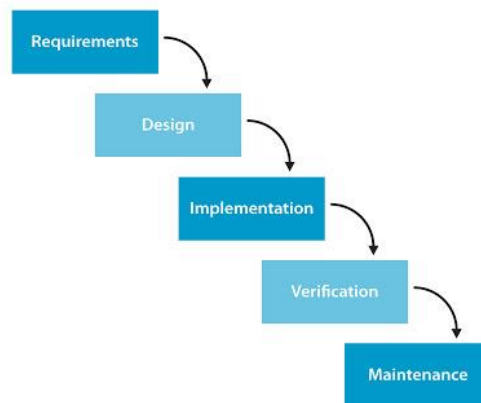 Requirements
Design
Implementation
Verification
Maintenance